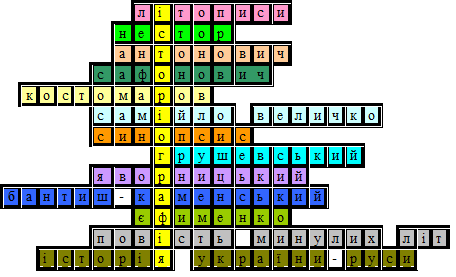 літописи
нестор
антонович
сафонович
костомаров
самійло величко
синопсис
грушевський
яворницький
бантиш-каменський
єфименко
повість минулих літ
історія україни-руси